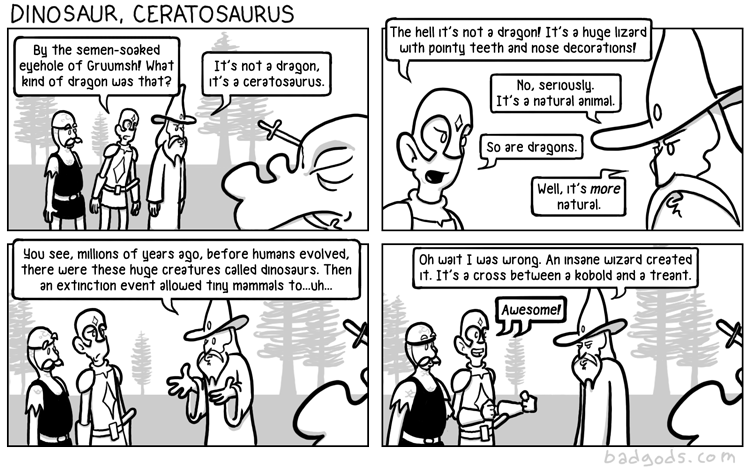 DINOSAUR, CERATOSAURUS
By the semen-soaked
eyehole of Gruumsh! What
kind of dragon was that?
It's not a dragon,
it's a ceratosaurus.
The hell it's not a dragon! It's a huge lizard
with pointy teeth and nose decorations!
No, seriously.
It's a natural animal.
So are dragons.
Well, it's more
natural.
You see, millions of years ago, before humans evolved,
there were these huge creatures called dinosaurs. Then
an extinction event allowed tiny mammals to...uh...
Oh wait I was wrong. An insane wizard created
it. It's a cross between a kobold and a treant.
Awesome!
badgods.com